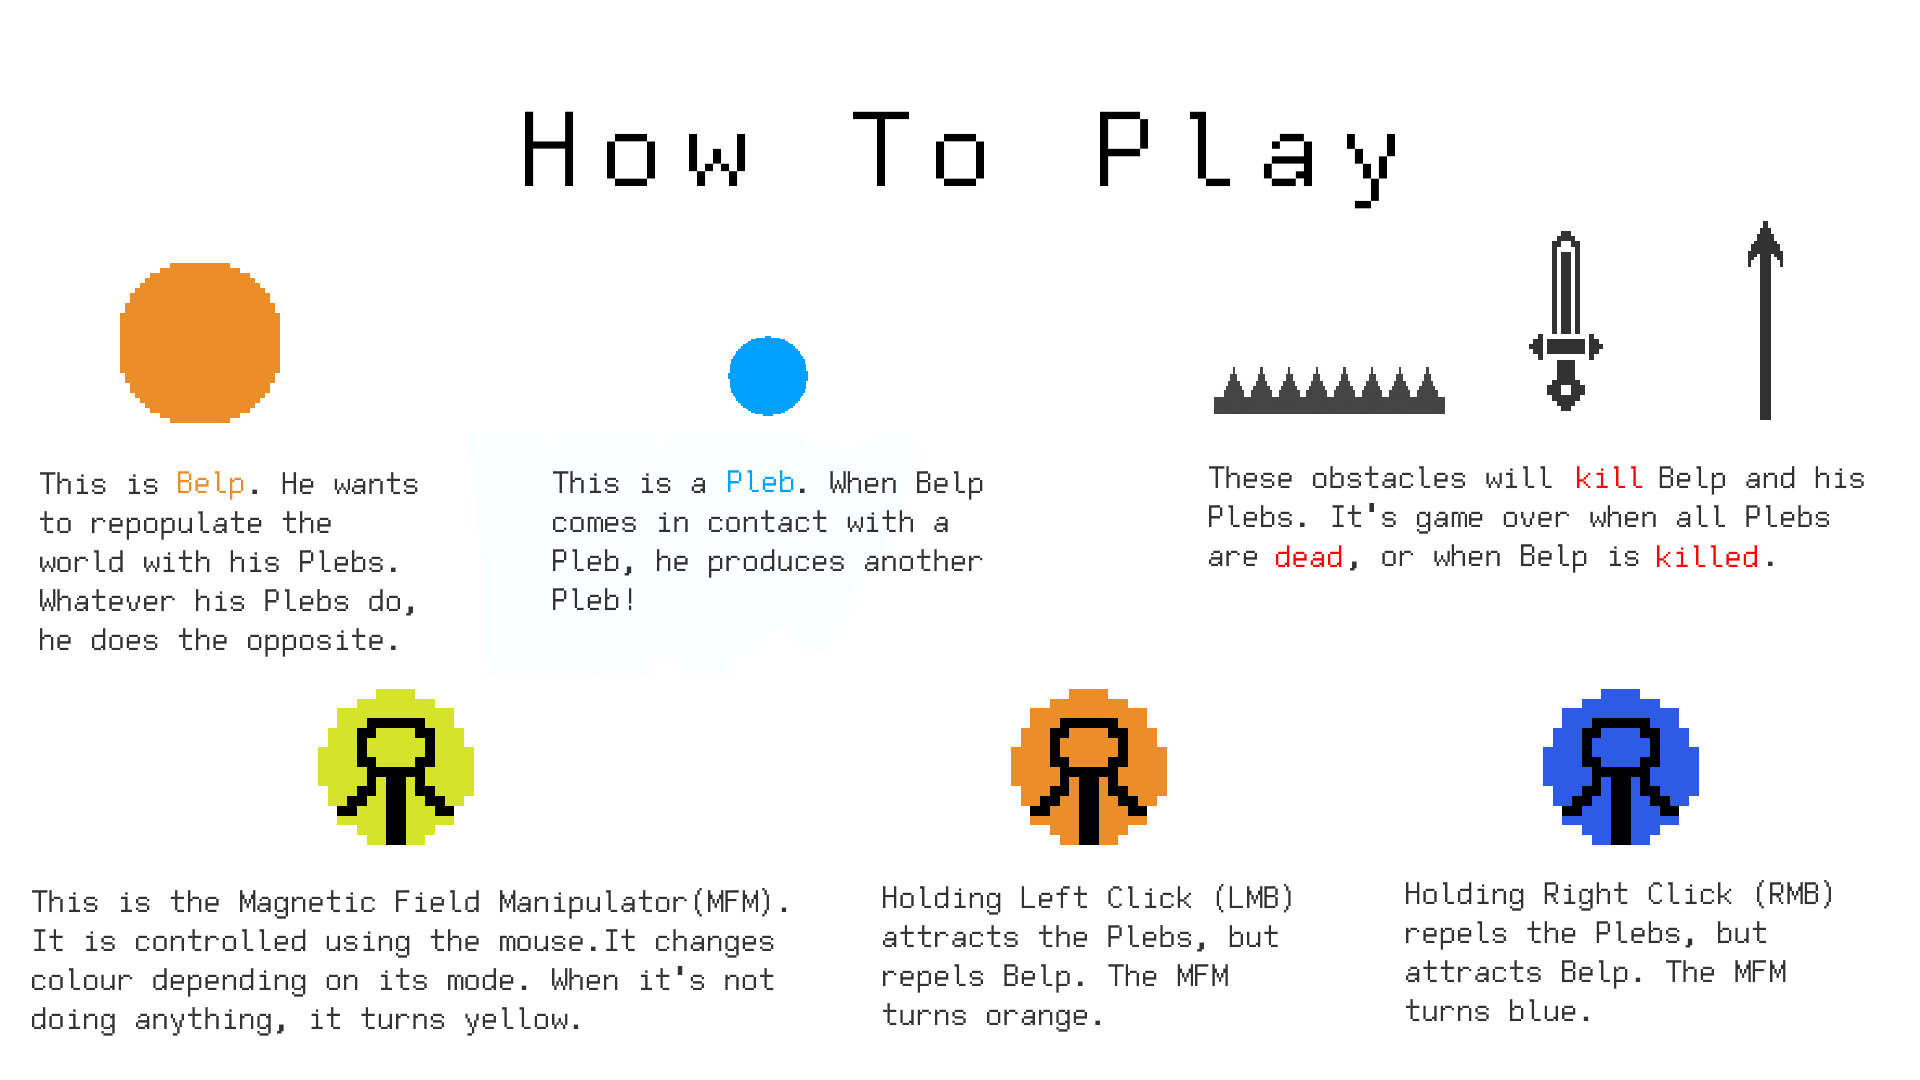 How To Play
This is Belp. He wants
to repopulate the
world with his Plebs.
Whatever his Plebs do,
he does the opposite.
This is a Pleb. When Belp
comes in contact with a
Pleb, he produces another
Pleb!
These obstacles will kill Belp and his
Plebs. It's game over when all Plebs
are dead, or when Belp is killed.
This is the Magnetic Field Manipulator(MFM).
It is controlled using the mouse.It changes
colour depending on its mode. When it's not
doing anything, it turns yellow.
Holding Left Click (LMB)
attracts the Plebs, but
repels Belp. The MFM
turns orange.
Holding Right Click (RMB)
repels the Plebs, but
attracts Belp. The MFM
turns blue.